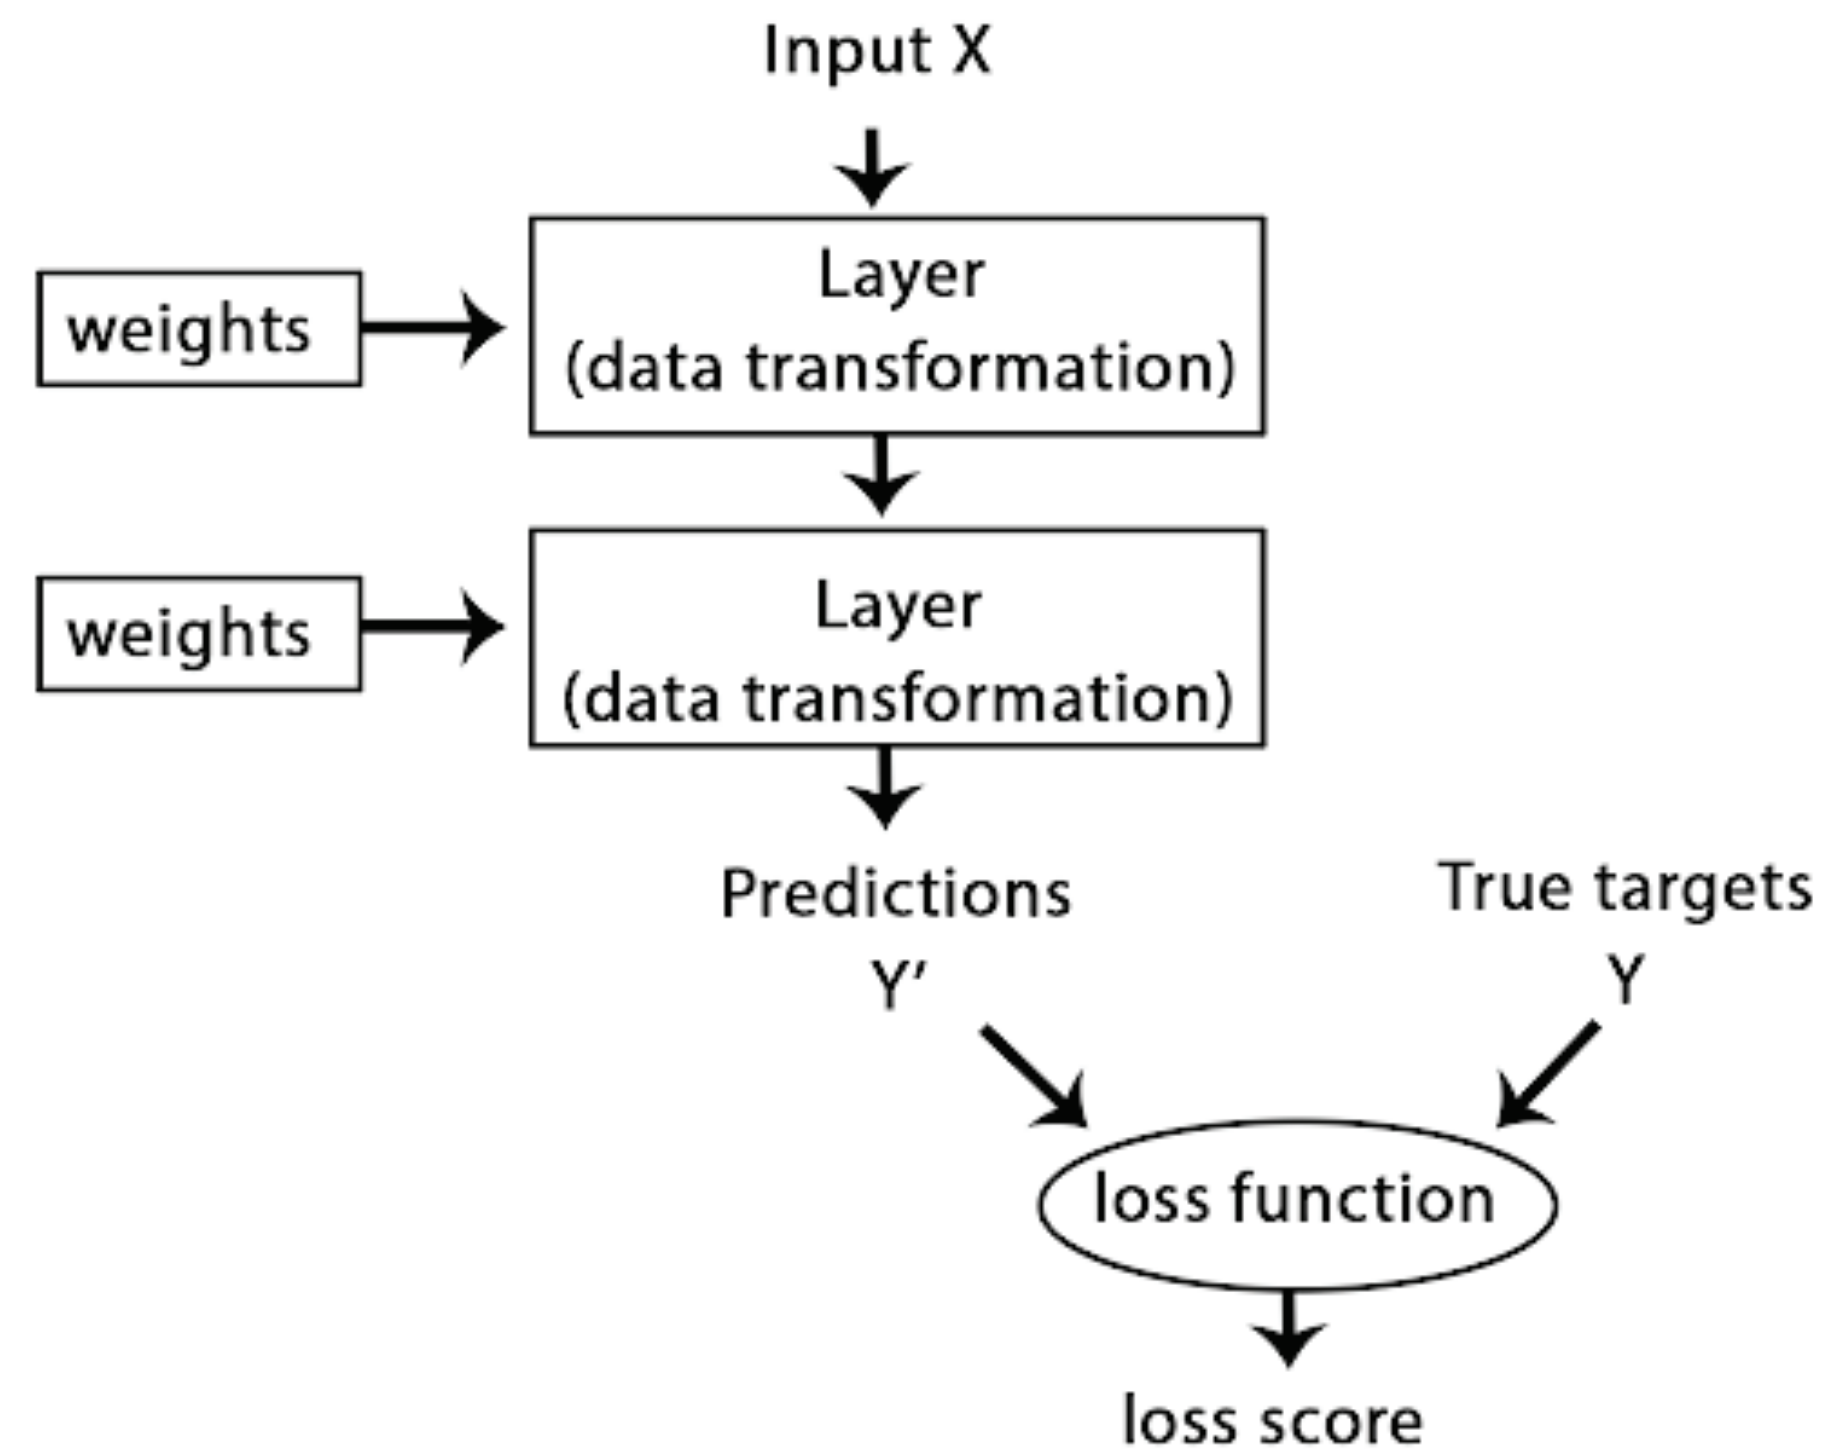 Input X
weights
Layer
(data transformation)
weights
Layer
(data transformation)
Predictions
Y'
True targets
Y
loss function
loss score